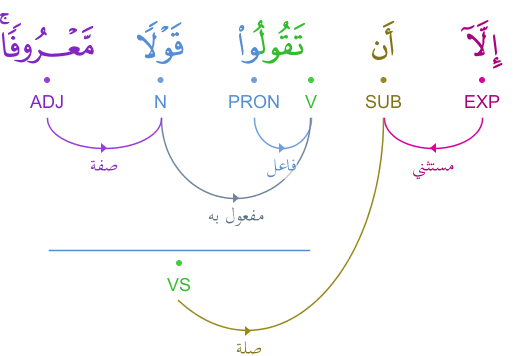 إِلَّآ أَن تَقُولُوا۟ قَوْلًا مَّعْرُوفًا ۚ
EXP SUB V PRON N ADJ
مستثني فاعل صفة
مفعول به
VS
صلة